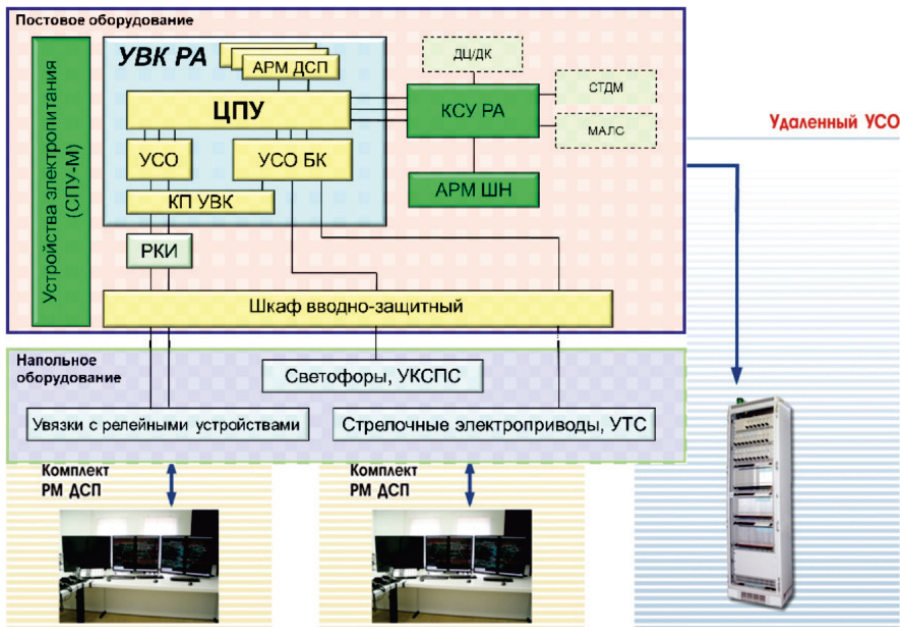 Постовое оборудование
Устройства электропитания
(СПУ-М)
УВК РА
АРМ ДСП
ЦПУ
УСО
УСО БК
КП УВК
РКИ
ДЦ/ДК
КСУ РА
СТДМ
МАЛС
АРМ ШН
Удаленный УСО
Шкаф вводно-защитный
Напольное
оборудование
Светофоры, УКСПС
Увязки с релейными устройствами
Стрелочные электроприводы, УТС
Комплект
РМ ДСП
Комплект
РМ ДСП